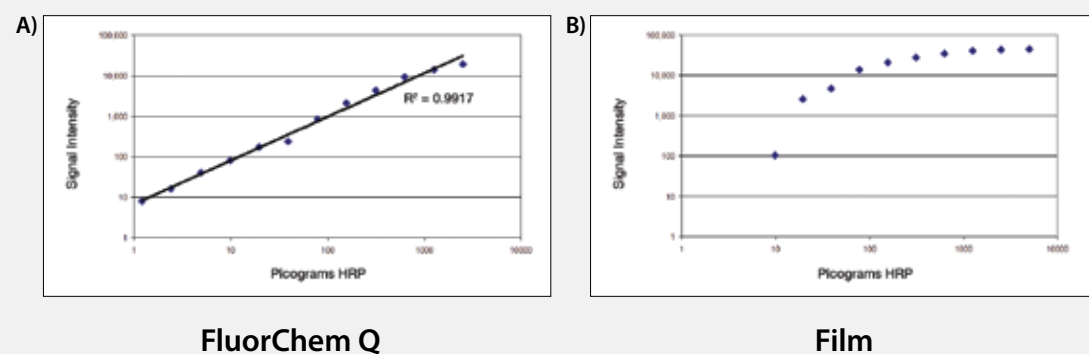 A)
100,000
10,000
1,000
100
10
1
Signal Intensity
R² = 0.9917
1
10
100
1000
10000
Picograms HRP
FluorChem Q
B)
100,000
10,000
1,000
100
10
1
Signal Intensity
1
10
100
1000
10000
Picograms HRP
Film